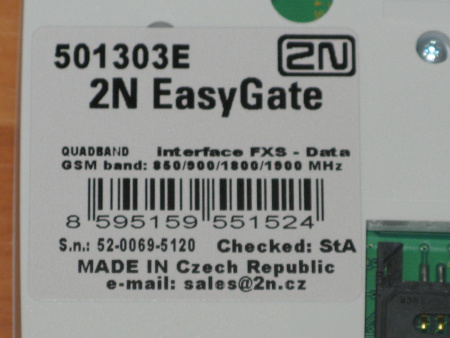 501303E 2N
2N EasyGate
QUADBAND Interface FXS - Data
GSM band: 850/900/1800/1900 MHz
8 595159 551524
S.n.: 52-0069-5120 Checked: StA
MADE IN Czech Republic
e-mail: sales@2n.cz